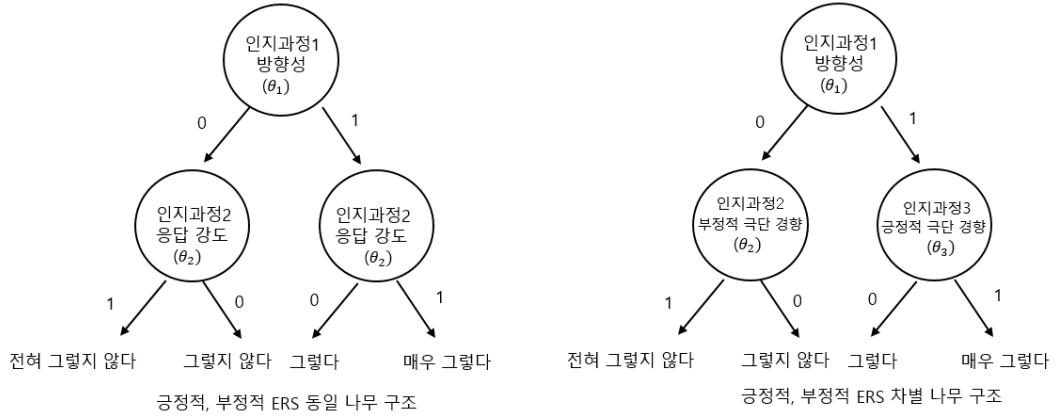 인지과정1
방향성
(θ₁)
0
1
인지과정2
응답 강도
(θ₂)
인지과정2
응답 강도
(θ₂)
1
0
0
1
전혀 그렇지 않다
그렇지 않다
그렇다
매우 그렇다
긍정적, 부정적 ERS 동일 나무 구조
인지과정1
방향성
(θ₁)
0
1
인지과정2
부정적 극단 경향
(θ₂)
인지과정3
긍정적 극단 경향
(θ₃)
1
0
0
1
전혀 그렇지 않다
그렇지 않다
그렇다
매우 그렇다
긍정적, 부정적 ERS 차별 나무 구조